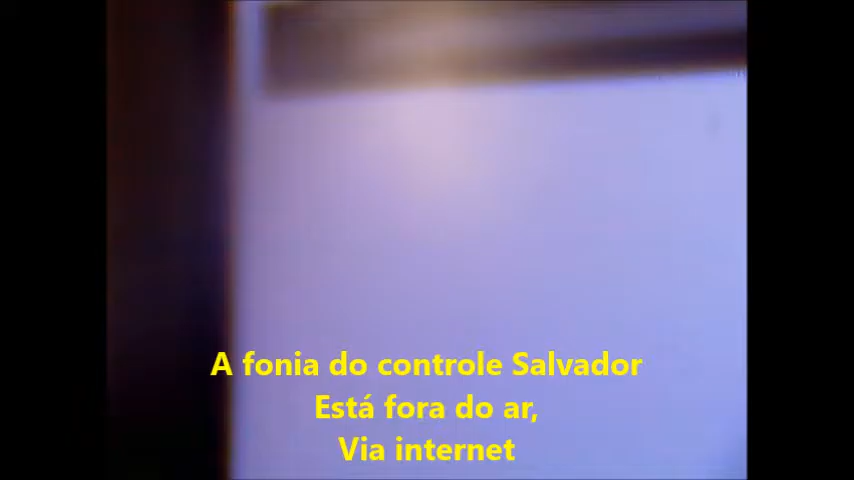 A fonia do controle Salvador
Está fora do ar,
Via internet